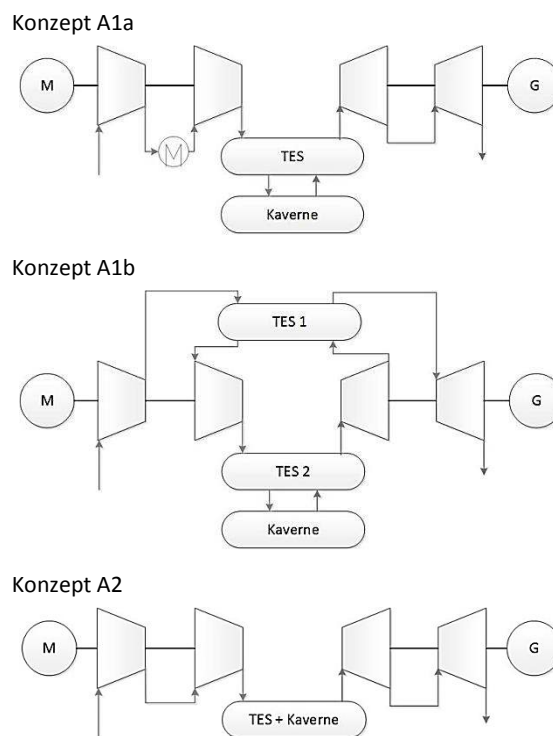 Konzept A1a
M
G
M
TES
Kaverne
Konzept A1b
TES 1
M
G
TES 2
Kaverne
Konzept A2
M
G
TES + Kaverne